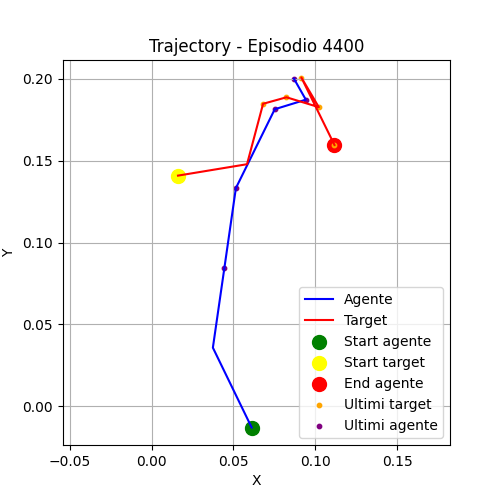 Trajectory - Episodio 4400
Y
0.20
0.15
0.10
0.05
0.00
Agente
Target
Start agente
Start target
End agente
Ultimi target
Ultimi agente
−0.05 0.00 0.05 0.10 0.15
X